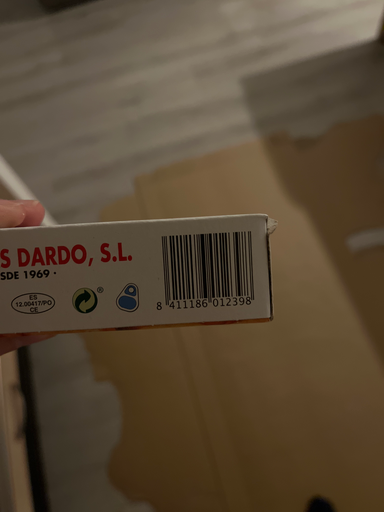 S DARDO, S.L.
SDE 1969 ·
ES
12.00417/PO
CE
®
8 411186 012398